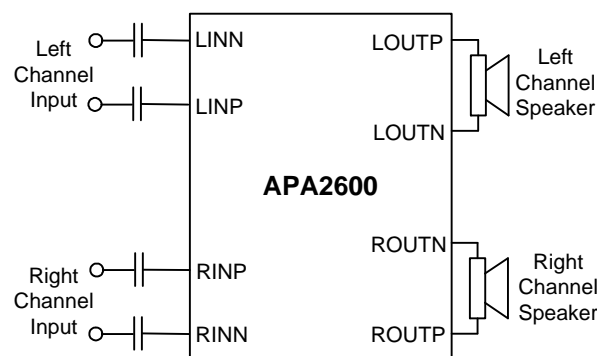 Left
Channel
Input
LINN
LINP
LOUTP
LOUTN
Left
Channel
Speaker
APA2600
Right
Channel
Input
RINP
RINN
ROUTN
ROUTP
Right
Channel
Speaker